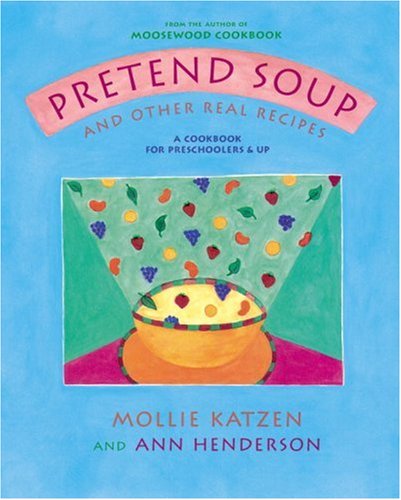 FROM THE AUTHOR OF
MOOSEWOOD COOKBOOK
PRETEND SOUP
AND OTHER REAL RECIPES
A COOKBOOK
FOR PRESCHOOLERS & UP
MOLLIE KATZEN
AND ANN HENDERSON